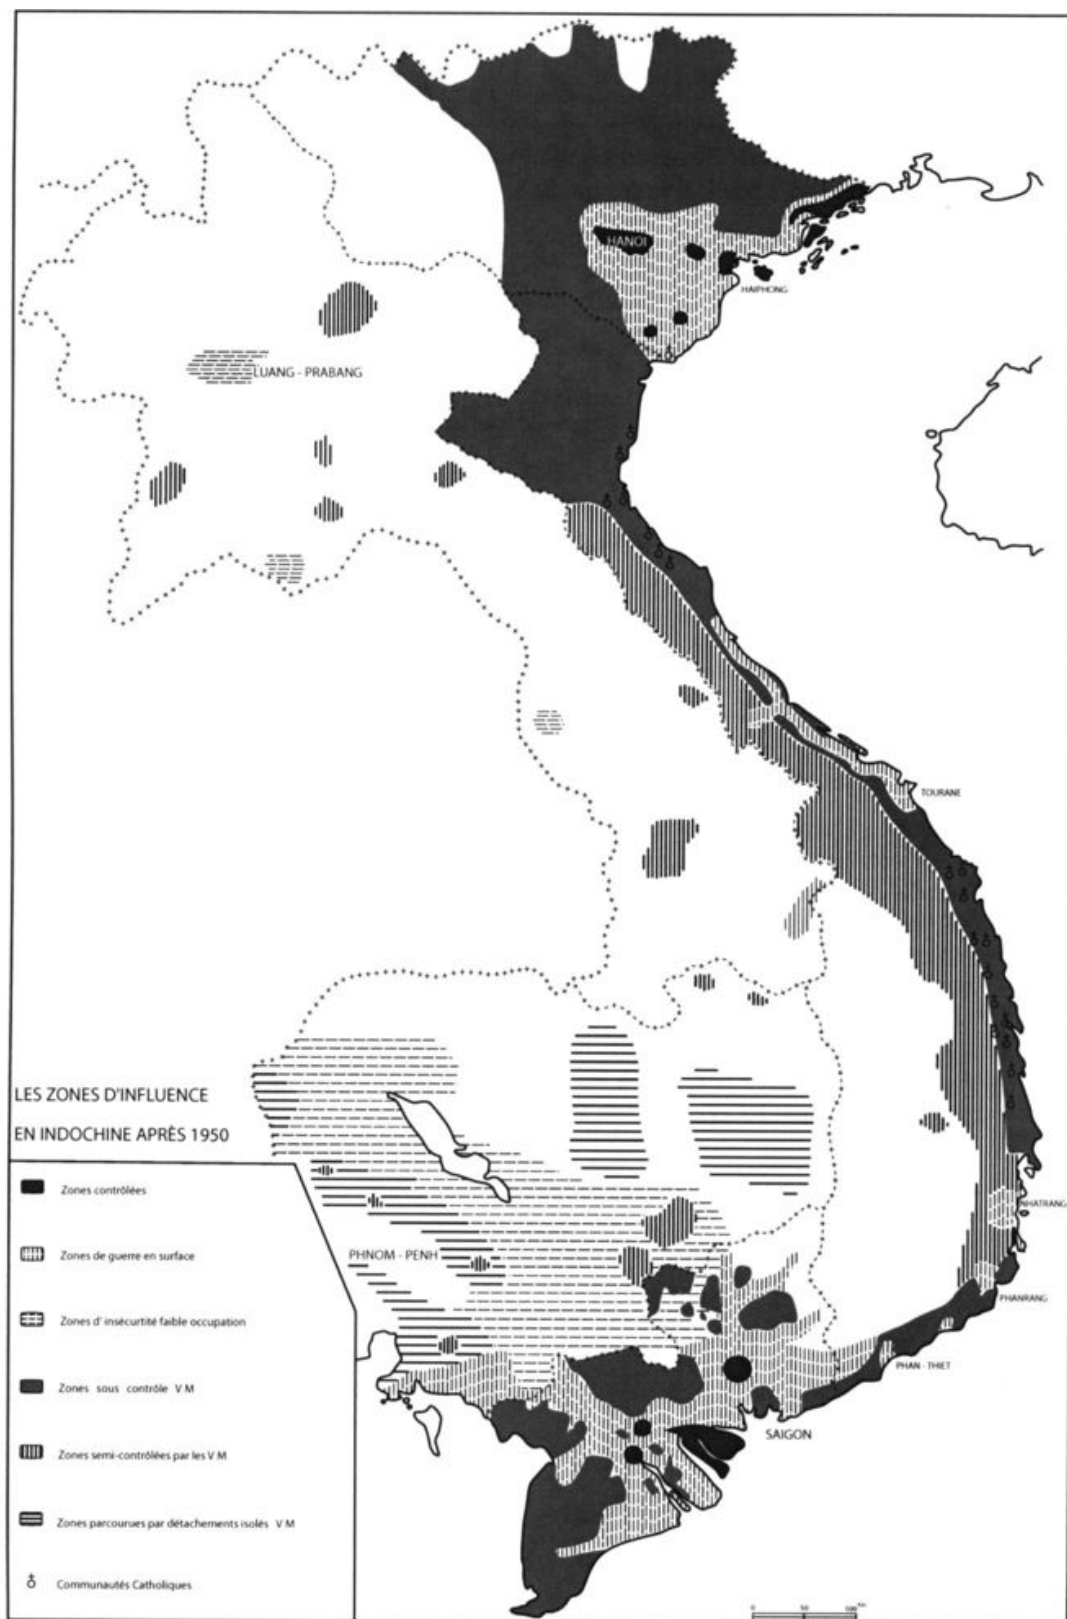 HANOI
HAIPHONG
LUANG - PRABANG
TOURANE
LES ZONES D'INFLUENCE
EN INDOCHINE APRÈS 1950
Zones contrôlées
NHATRANG
Zones de guerre en surface
PHNOM - PENH
PHANRANG
Zones d' insécurtité faible occupation
PHAN - THIET
Zones sous contrôle V M
SAIGON
Zones semi-contrôlées par les V M
Zones parcourues par détachements isolés V M
Communautés Catholiques
0 50 100 Km